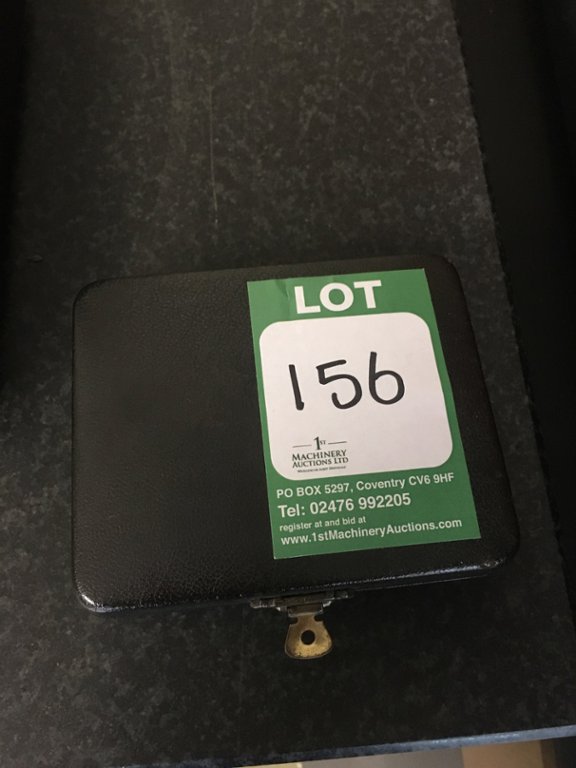 LOT
156
1ST
MACHINERY
AUCTIONS LTD
PO BOX 5297, Coventry CV6 9HF
Tel: 02476 992205
register at and bid at
www.1stMachineryAuctions.com